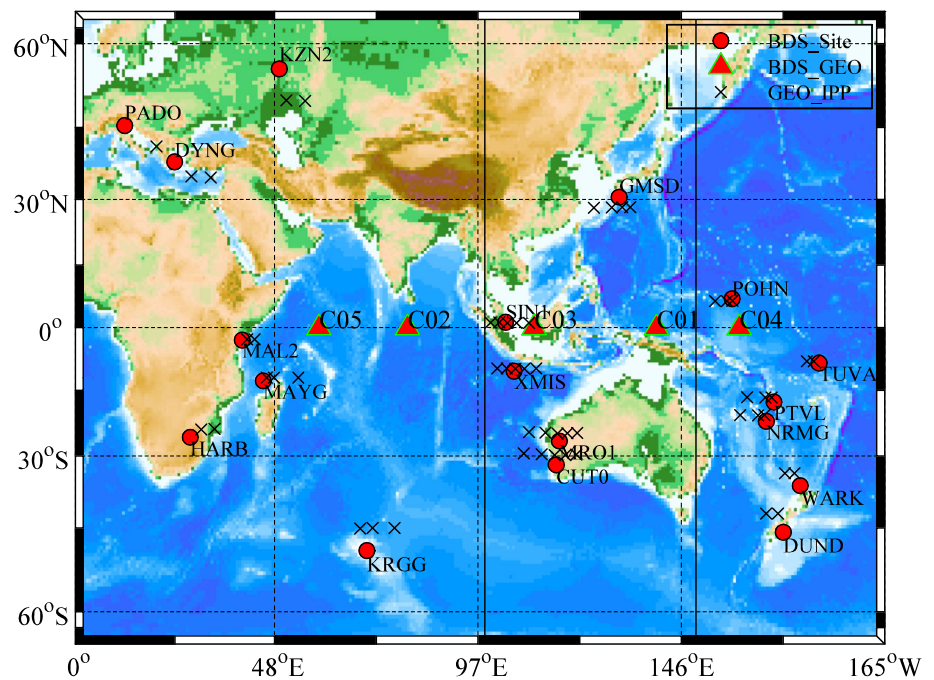 60°N
KZN2
BDS_Site
BDS_GEO
GEO_IPP
PADO
DYNG
GMSD
30°N
POHN
SIN1
C05
C02
C03
C01
C04
0°
MAL2
TUVA
XMIS
MAYG
PTVL
NRMG
HARB
MRO1
30°S
CUT0
WARK
DUND
KRGG
60°S
0° 48°E 97°E 146°E 165°W